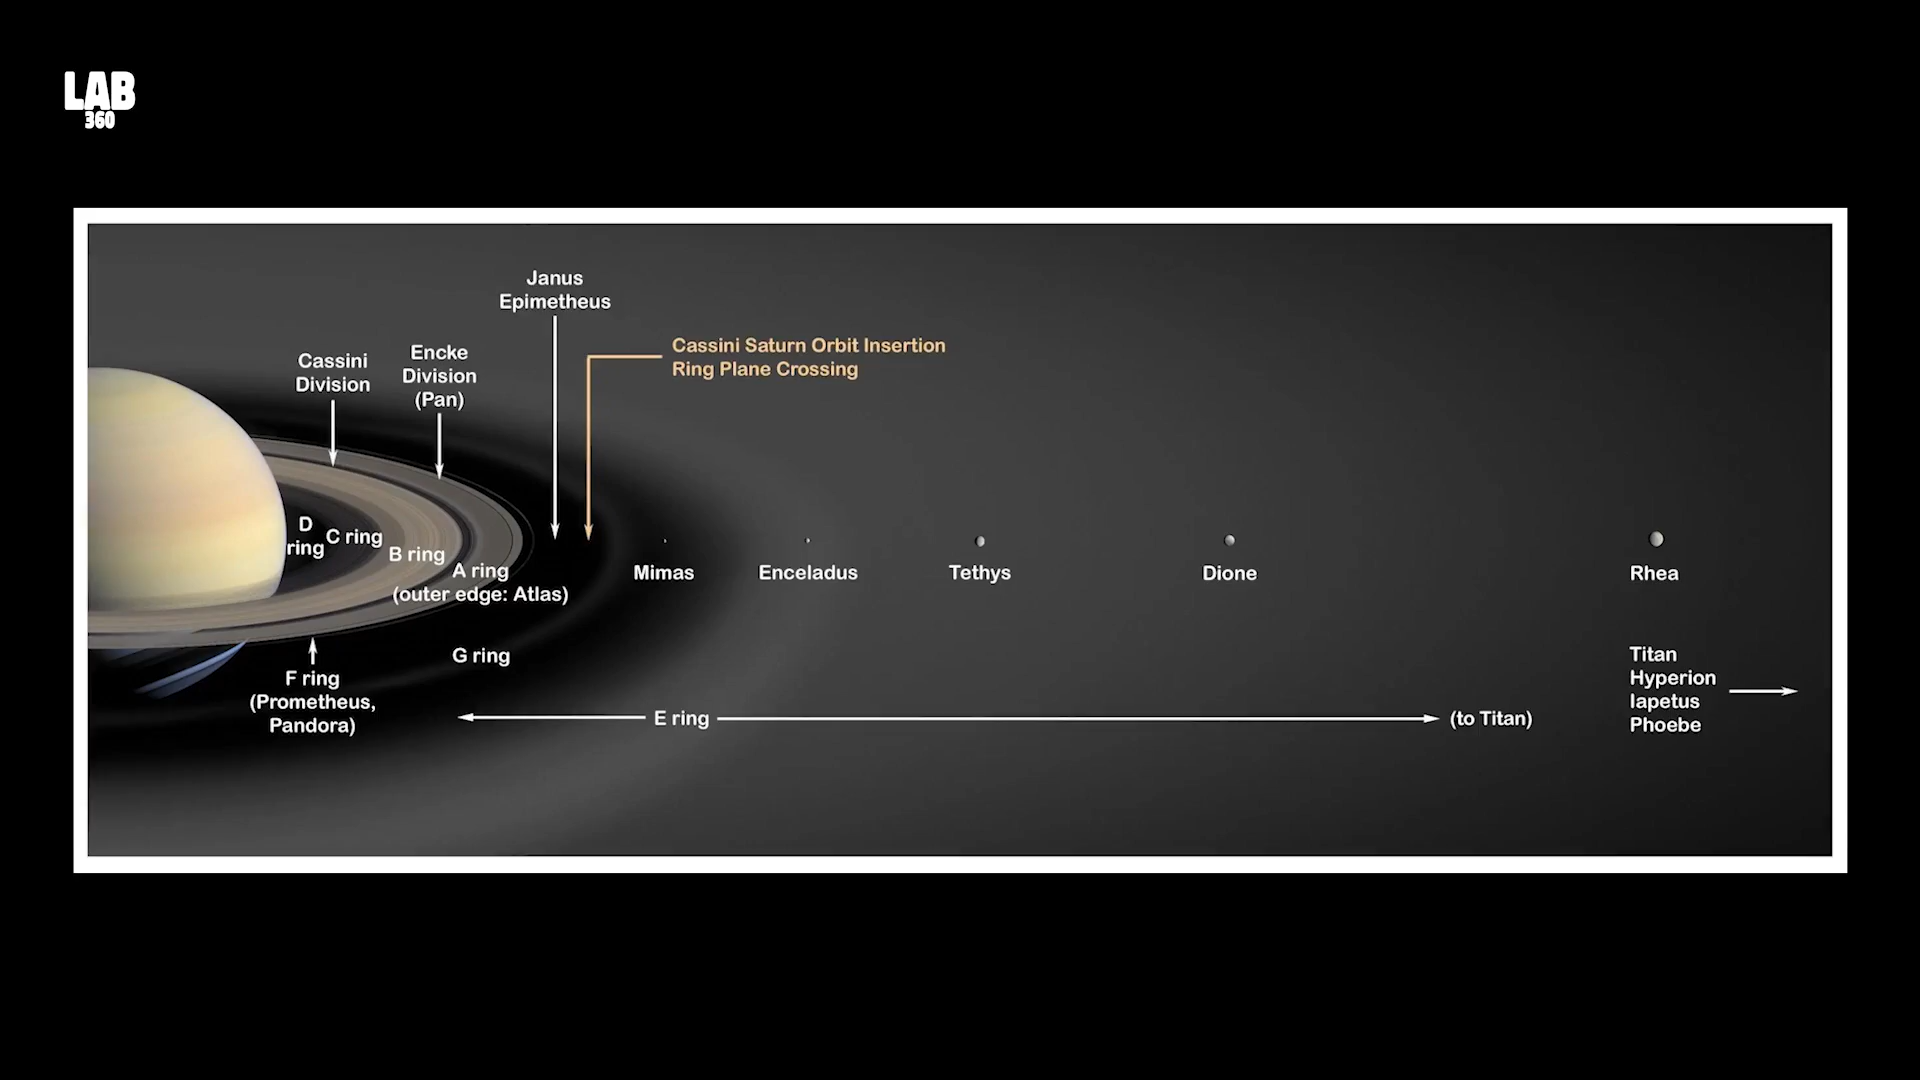 LAB
360
Janus
Epimetheus
Cassini Saturn Orbit Insertion
Ring Plane Crossing
Cassini
Division
Encke
Division
(Pan)
D
ring
C ring
B ring
A ring
(outer edge: Atlas)
Mimas
Enceladus
Tethys
Dione
Rhea
G ring
F ring
(Prometheus,
Pandora)
E ring
(to Titan)
Titan
Hyperion
Iapetus
Phoebe